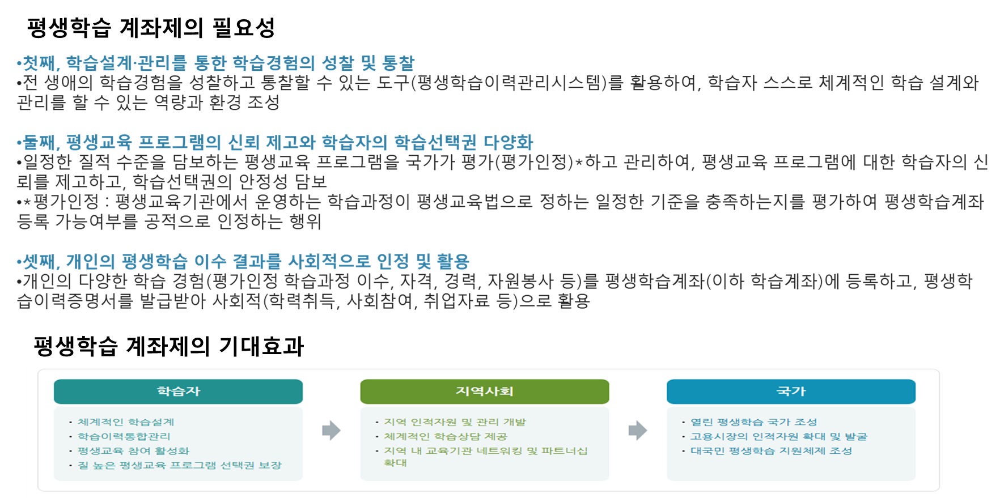 평생학습 계좌제의 필요성
•첫째, 학습설계·관리를 통한 학습경험의 성찰 및 통찰
•전 생애의 학습경험을 성찰하고 통찰할 수 있는 도구(평생학습이력관리시스템)를 활용하여, 학습자 스스로 체계적인 학습 설계와
관리를 할 수 있는 역량과 환경 조성
•둘째, 평생교육 프로그램의 신뢰 제고와 학습자의 학습선택권 다양화
•일정한 질적 수준을 담보하는 평생교육 프로그램을 국가가 평가(평가인정)*하고 관리하여, 평생교육 프로그램에 대한 학습자의 신
뢰를 제고하고, 학습선택권의 안정성 담보
•*평가인정 : 평생교육기관에서 운영하는 학습과정이 평생교육법으로 정하는 일정한 기준을 충족하는지를 평가하여 평생학습계좌
등록 가능여부를 공적으로 인정하는 행위
•셋째, 개인의 평생학습 이수 결과를 사회적으로 인정 및 활용
•개인의 다양한 학습 경험(평가인정 학습과정 이수, 자격, 경력, 자원봉사 등)를 평생학습계좌(이하 학습계좌)에 등록하고, 평생학
습이력증명서를 발급받아 사회적(학력취득, 사회참여, 취업자료 등)으로 활용
평생학습 계좌제의 기대효과
학습자
· 체계적인 학습설계
· 학습이력통합관리
· 평생교육 참여 활성화
· 질 높은 평생교육 프로그램 선택권 보장
지역사회
· 지역 인적자원 및 관리 개발
· 체계적인 학습상담 제공
· 지역 내 교육기관 네트워킹 및 파트너십
확대
국가
· 열린 평생학습 국가 조성
· 고용시장의 인적자원 확대 및 발굴
· 대국민 평생학습 지원체제 조성